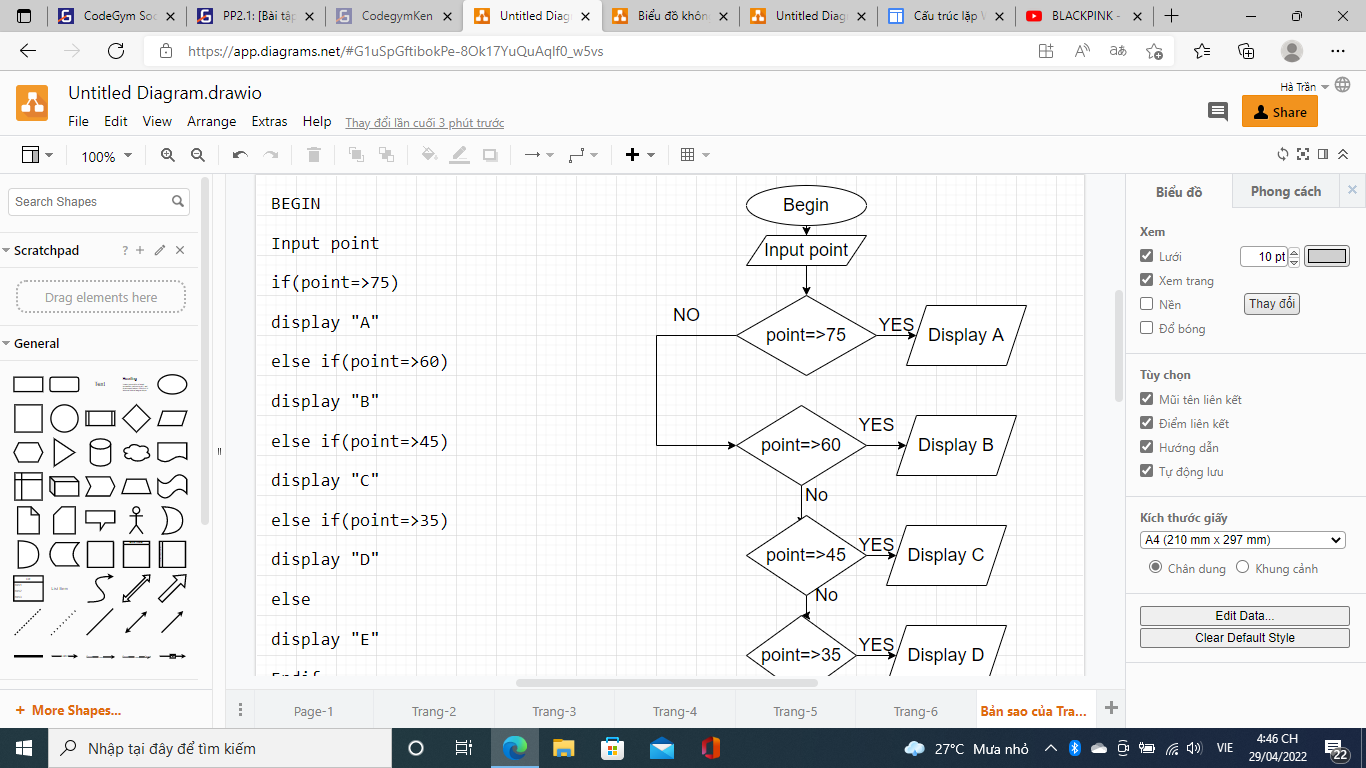 CodeGym Soc
PP2.1: [Bài tập
CodegymKen
Untitled Diagr
Biểu đồ khôn
Untitled Diagr
Cấu trúc lặp
BLACKPINK -
https://app.diagrams.net/#G1uSpGftibokPe-8Ok17YuQuAqIf0_w5vs
Untitled Diagram.drawio
Hà Trần
File Edit View Arrange Extras Help Thay đổi lần cuối 3 phút trước
Share
100%
Search Shapes
Scratchpad
Drag elements here
General
Text
Heading
List Item
+ More Shapes...
BEGIN
Input point
if(point=>75)
display "A"
else if(point=>60)
display "B"
else if(point=>45)
display "C"
else if(point=>35)
display "D"
else
display "E"
Endif
Begin
Input point
NO
point=>75
YES
Display A
point=>60
YES
Display B
No
point=>45
YES
Display C
No
point=>35
YES
Display D
Biểu đồ
Phong cách
Xem
Lưới
10 pt
Xem trang
Nền
Thay đổi
Đổ bóng
Tùy chọn
Mũi tên liên kết
Điểm liên kết
Hướng dẫn
Tự động lưu
Kích thước giấy
A4 (210 mm x 297 mm)
Chân dung
Khung cảnh
Edit Data...
Clear Default Style
Page-1
Trang-2
Trang-3
Trang-4
Trang-5
Trang-6
Bản sao của Tra...
Nhập tại đây để tìm kiếm
27°C Mưa nhỏ
VIE
4:46 CH
29/04/2022
22